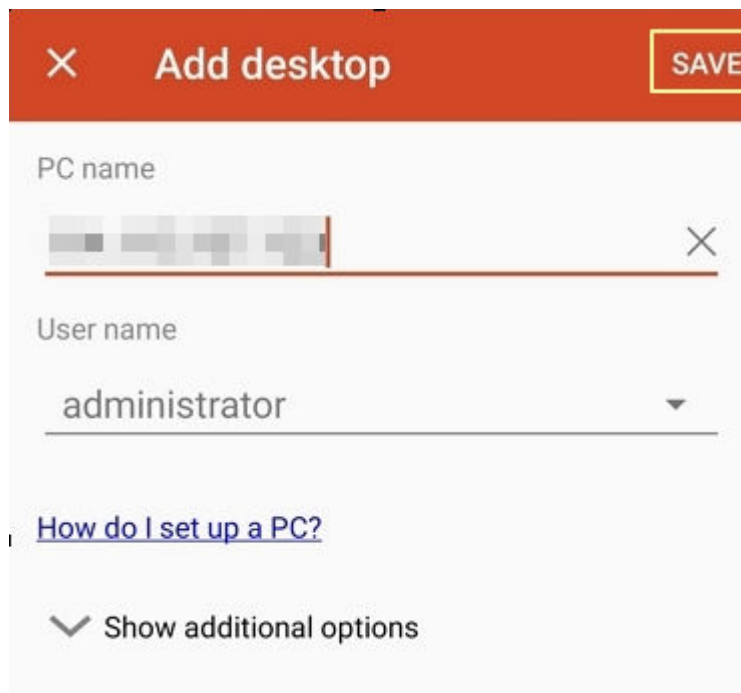 Add desktop SAVE
PC name
User name
administrator
How do I set up a PC?
Show additional options